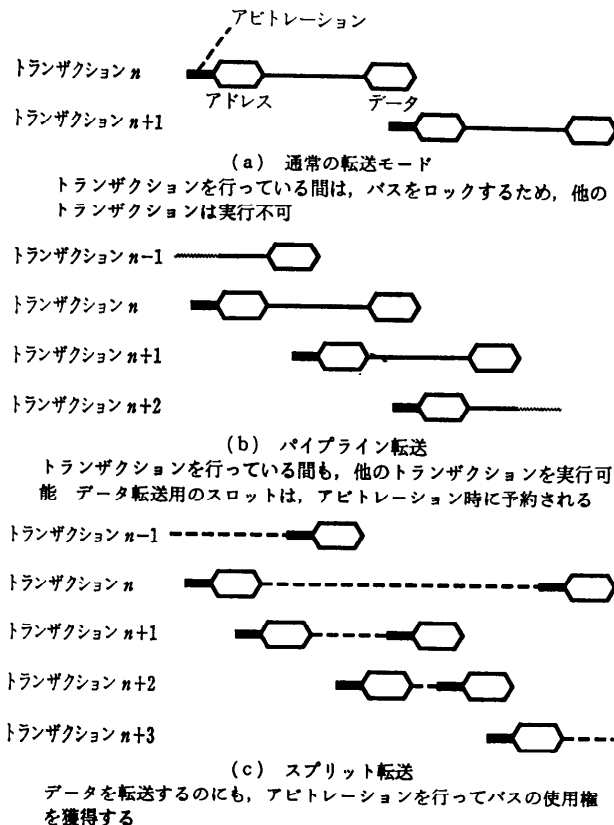 アビトレーション
トランザクション n
アドレス
データ
トランザクション n+1
(a) 通常の転送モード
トランザクションを行っている間は，バスをロックするため，他の
トランザクションは実行不可
トランザクション n-1
トランザクション n
トランザクション n+1
トランザクション n+2
(b) パイプライン転送
トランザクションを行っている間も，他のトランザクションを実行可
能 データ転送用のスロットは，アビトレーション時に予約される
トランザクション n-1
トランザクション n
トランザクション n+1
トランザクション n+2
トランザクション n+3
(c) スプリット転送
データを転送するのにも，アビトレーションを行ってバスの使用権
を獲得する